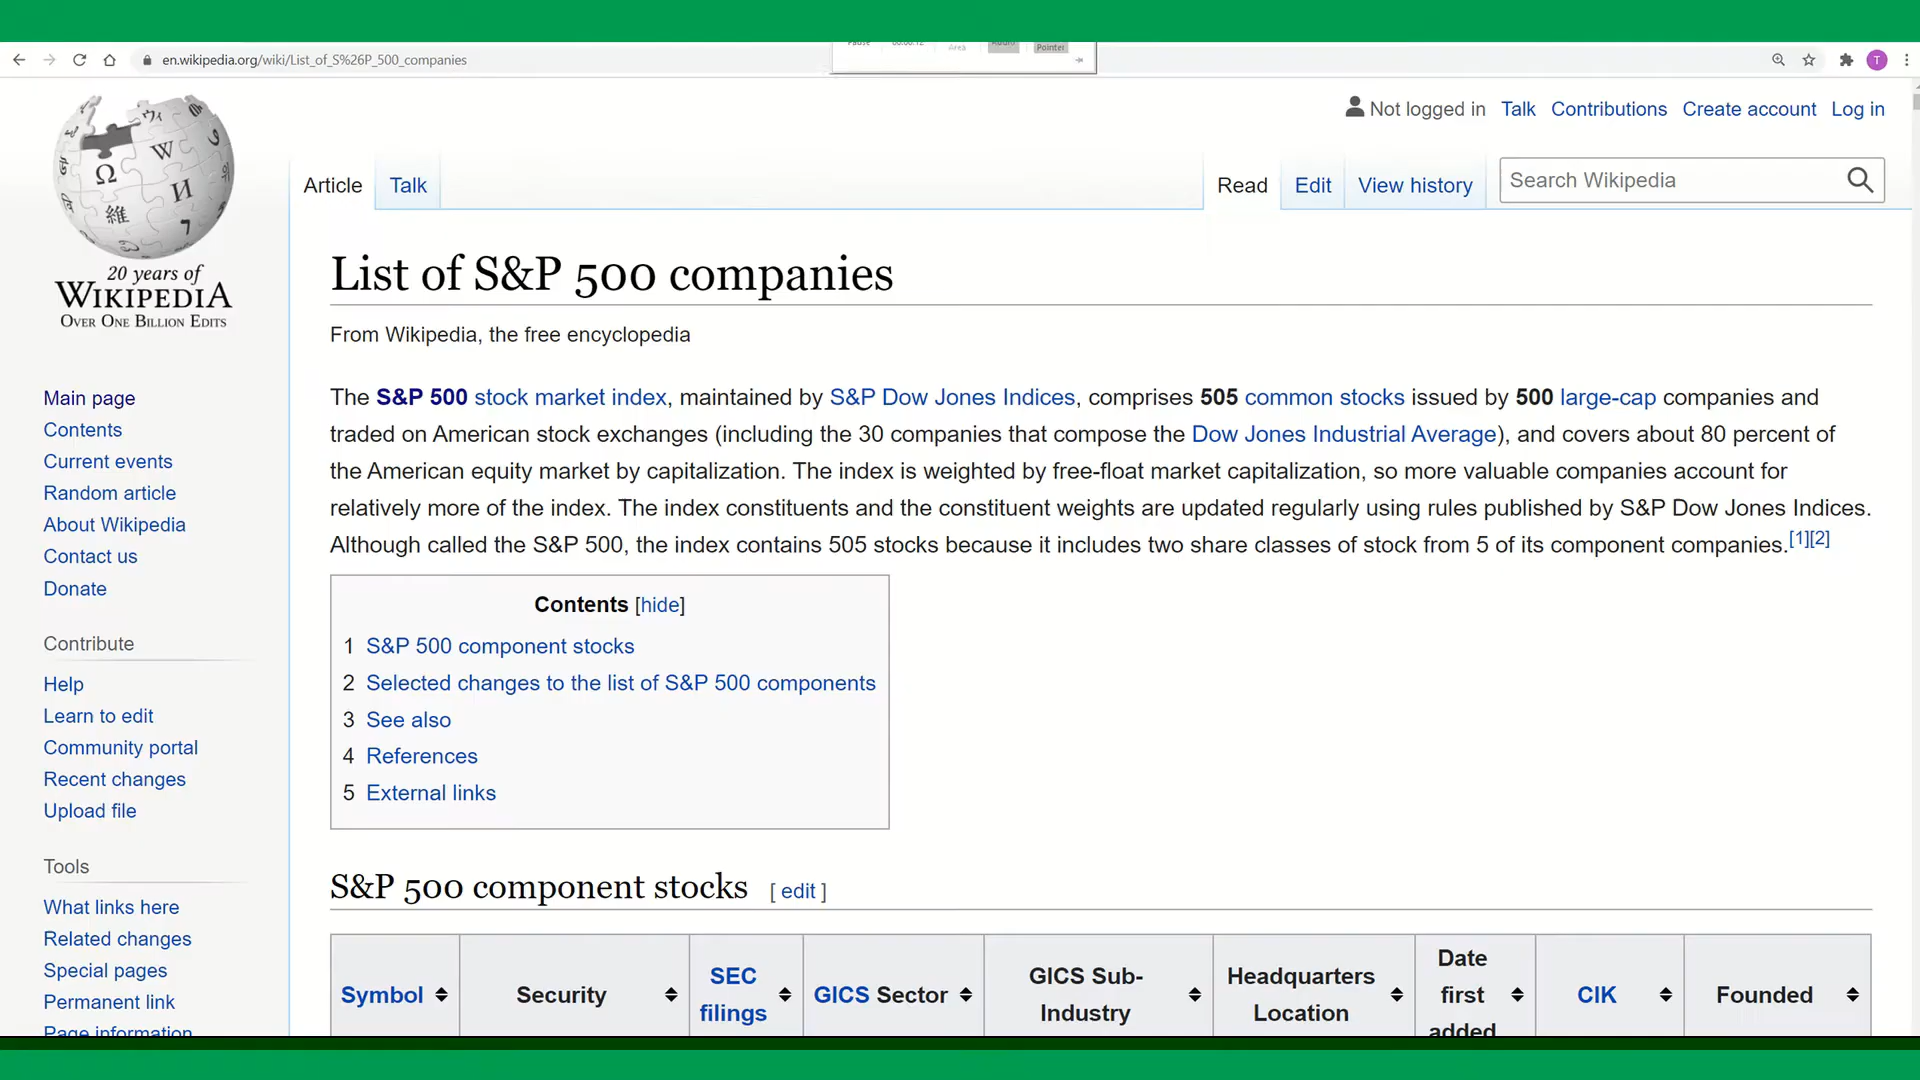 en.wikipedia.org/wiki/List_of_S%26P_500_companies
Pause 00:00:12 Area Audio Pointer
T
Not logged in Talk Contributions Create account Log in
Article Talk Read Edit View history Search Wikipedia
20 years of
WIKIPEDIA
OVER ONE BILLION EDITS
List of S&P 500 companies
From Wikipedia, the free encyclopedia
The S&P 500 stock market index, maintained by S&P Dow Jones Indices, comprises 505 common stocks issued by 500 large-cap companies and
traded on American stock exchanges (including the 30 companies that compose the Dow Jones Industrial Average), and covers about 80 percent of
the American equity market by capitalization. The index is weighted by free-float market capitalization, so more valuable companies account for
relatively more of the index. The index constituents and the constituent weights are updated regularly using rules published by S&P Dow Jones Indices.
Although called the S&P 500, the index contains 505 stocks because it includes two share classes of stock from 5 of its component companies.[1][2]
Main page
Contents
Current events
Random article
About Wikipedia
Contact us
Donate
Contribute
Help
Learn to edit
Community portal
Recent changes
Upload file
Tools
What links here
Related changes
Special pages
Permanent link
Page information
Contents [hide]
1 S&P 500 component stocks
2 Selected changes to the list of S&P 500 components
3 See also
4 References
5 External links
S&P 500 component stocks [ edit ]
Symbol
Security
SEC
filings
GICS Sector
GICS Sub-
Industry
Headquarters
Location
Date
first
added
CIK
Founded